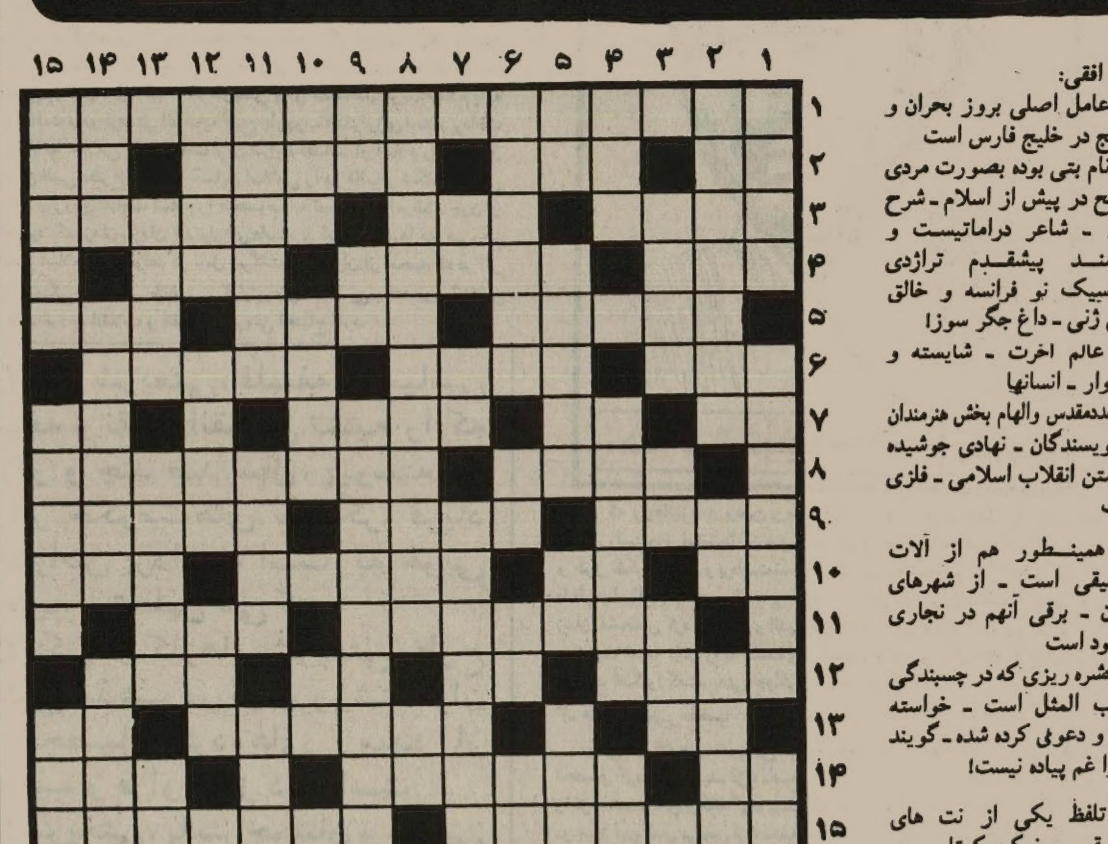 ۱۵ ۱۴ ۱۳ ۱۲ ۱۱ ۱۰ ۹ ۸ ۷ ۶ ۵ ۴ ۳ ۲ ۱
۱
۲
۳
۴
۵
۶
۷
۸
۹
۱۰
۱۱
۱۲
۱۳
۱۴
۱۵
افقی:
عامل اصلی بروز بحران و
در خلیج فارس است
نام بتی بوده بصورت مردی
در پیش از اسلام ـ شرح
ـ شاعر دراماتیست و
پیشقدم تراژدی
نو فرانسه و خالق
ژنی ـ داغ جگر سوز!
عالم اخرت ـ شایسته و
ـ انسانها
والهام بخش هنرمندان
ـ نهادی جوشیده
انقلاب اسلامی ـ فلزی
همینطور هم از آلات
است ـ از شهرهای
ـ برقی آنهم در نجاری
است
ریزی که در چسبندگی
المثل است ـ خواسته
و دعوی کرده شده ـ گویند
غم پیاده نیست!
تلفظ یکی از نت های